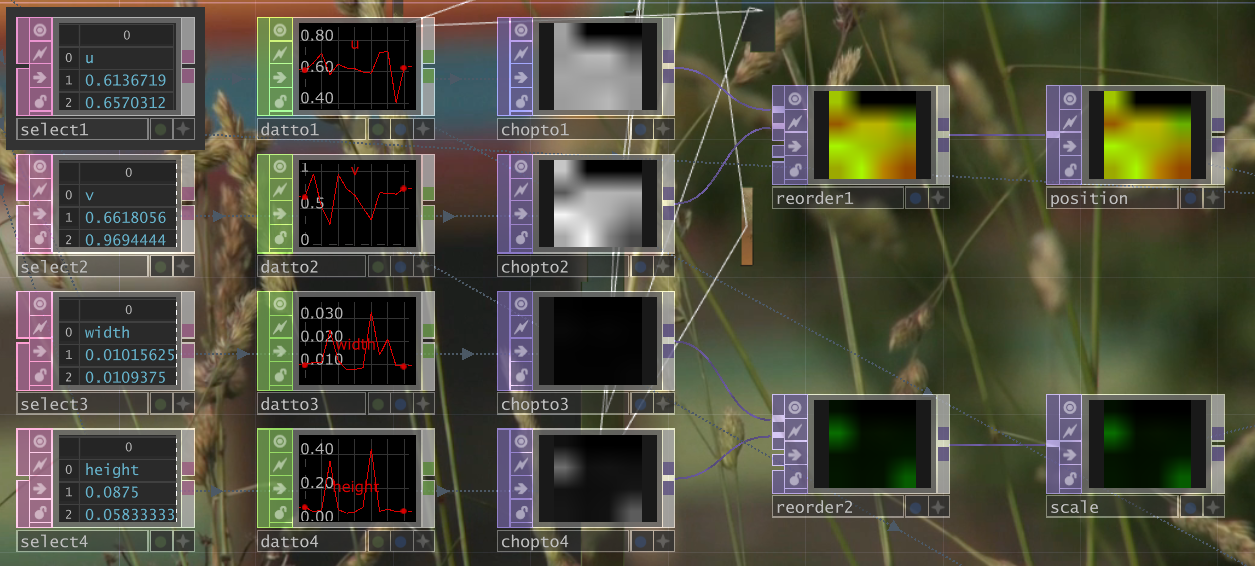 0
0 u
1 0.6136719
2 0.6570312
select1
0.80
u
0.60
0.40
datto1
chopto1
reorder1
position
0
0 v
1 0.6618056
2 0.9694444
select2
1
v
0.5
0
datto2
chopto2
0
0 width
1 0.01015625
2 0.0109375
select3
0.030
0.020
width
0.010
datto3
chopto3
reorder2
scale
0
0 height
1 0.0875
2 0.05833333
select4
0.40
0.20
height
0.00
datto4
chopto4